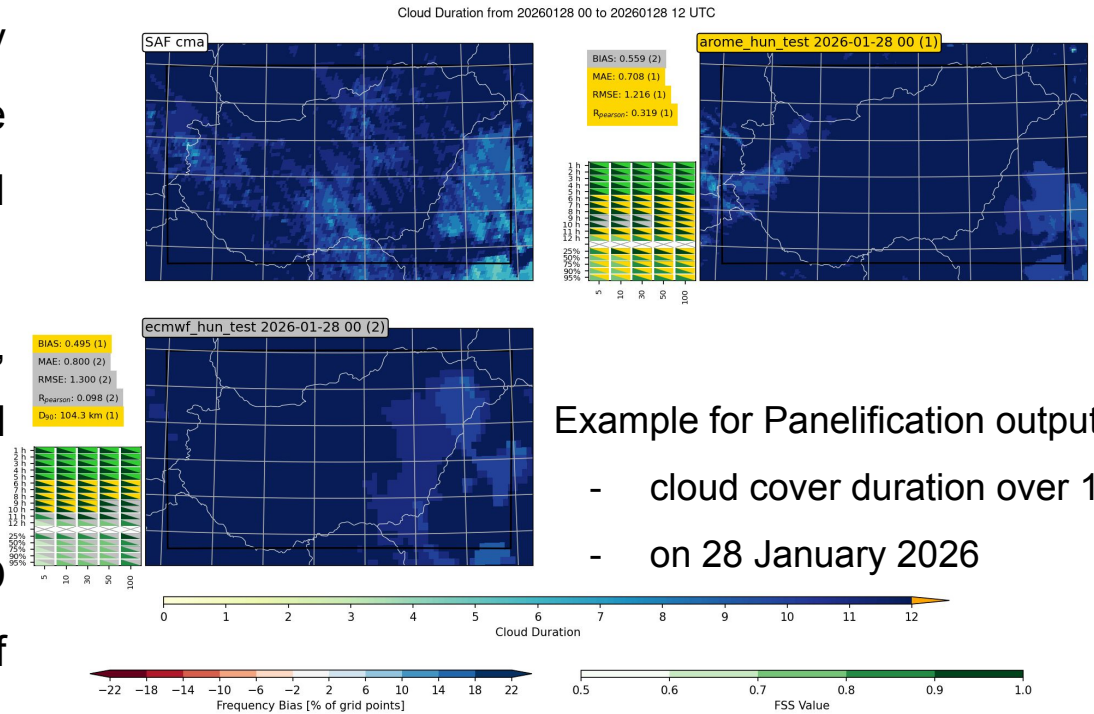 Cloud Duration from 20260128 00 to 20260128 12 UTC
SAF cma
arome_hun_test 2026-01-28 00 (1)
BIAS: 0.559 (2)
MAE: 0.708 (1)
RMSE: 1.216 (1)
Rpearson: 0.319 (1)
1 h
2 h
3 h
4 h
5 h
6 h
7 h
8 h
9 h
10 h
11 h
12 h
25%
50%
75%
90%
95%
5 10 30 50 100
ecmwf_hun_test 2026-01-28 00 (2)
BIAS: 0.495 (1)
MAE: 0.800 (2)
RMSE: 1.300 (2)
Rpearson: 0.098 (2)
D90: 104.3 km (1)
1 h
2 h
3 h
4 h
5 h
6 h
7 h
8 h
9 h
10 h
11 h
12 h
25%
50%
75%
90%
95%
5 10 30 50 100
Example for Panelification output
- cloud cover duration over 1
- on 28 January 2026
0 1 2 3 4 5 6 7 8 9 10 11 12
Cloud Duration
−22 −18 −14 −10 −6 −2 2 6 10 14 18 22
Frequency Bias [% of grid points]
0.5 0.6 0.7 0.8 0.9 1.0
FSS Value